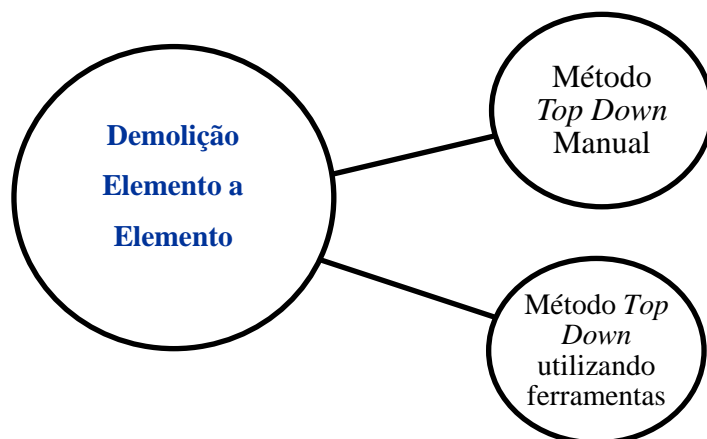 Demolição
Elemento a
Elemento
Método
Top Down
Manual
Método Top
Down
utilizando
ferramentas